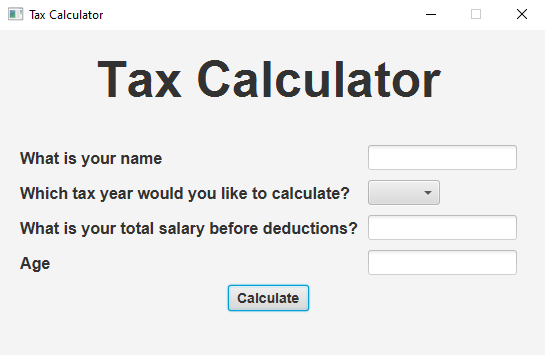 Tax Calculator
Tax Calculator
What is your name
Which tax year would you like to calculate?
What is your total salary before deductions?
Age
Calculate